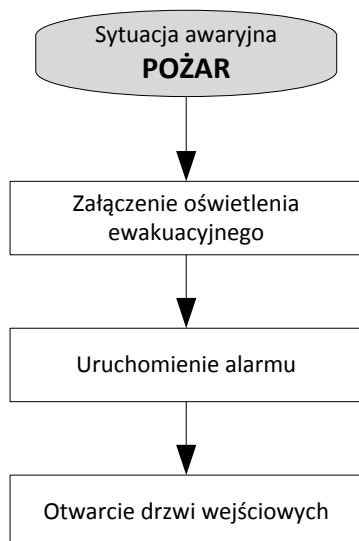 Sytuacja awaryjna
POŻAR
Załączenie oświetlenia
ewakuacyjnego
Uruchomienie alarmu
Otwarcie drzwi wejściowych